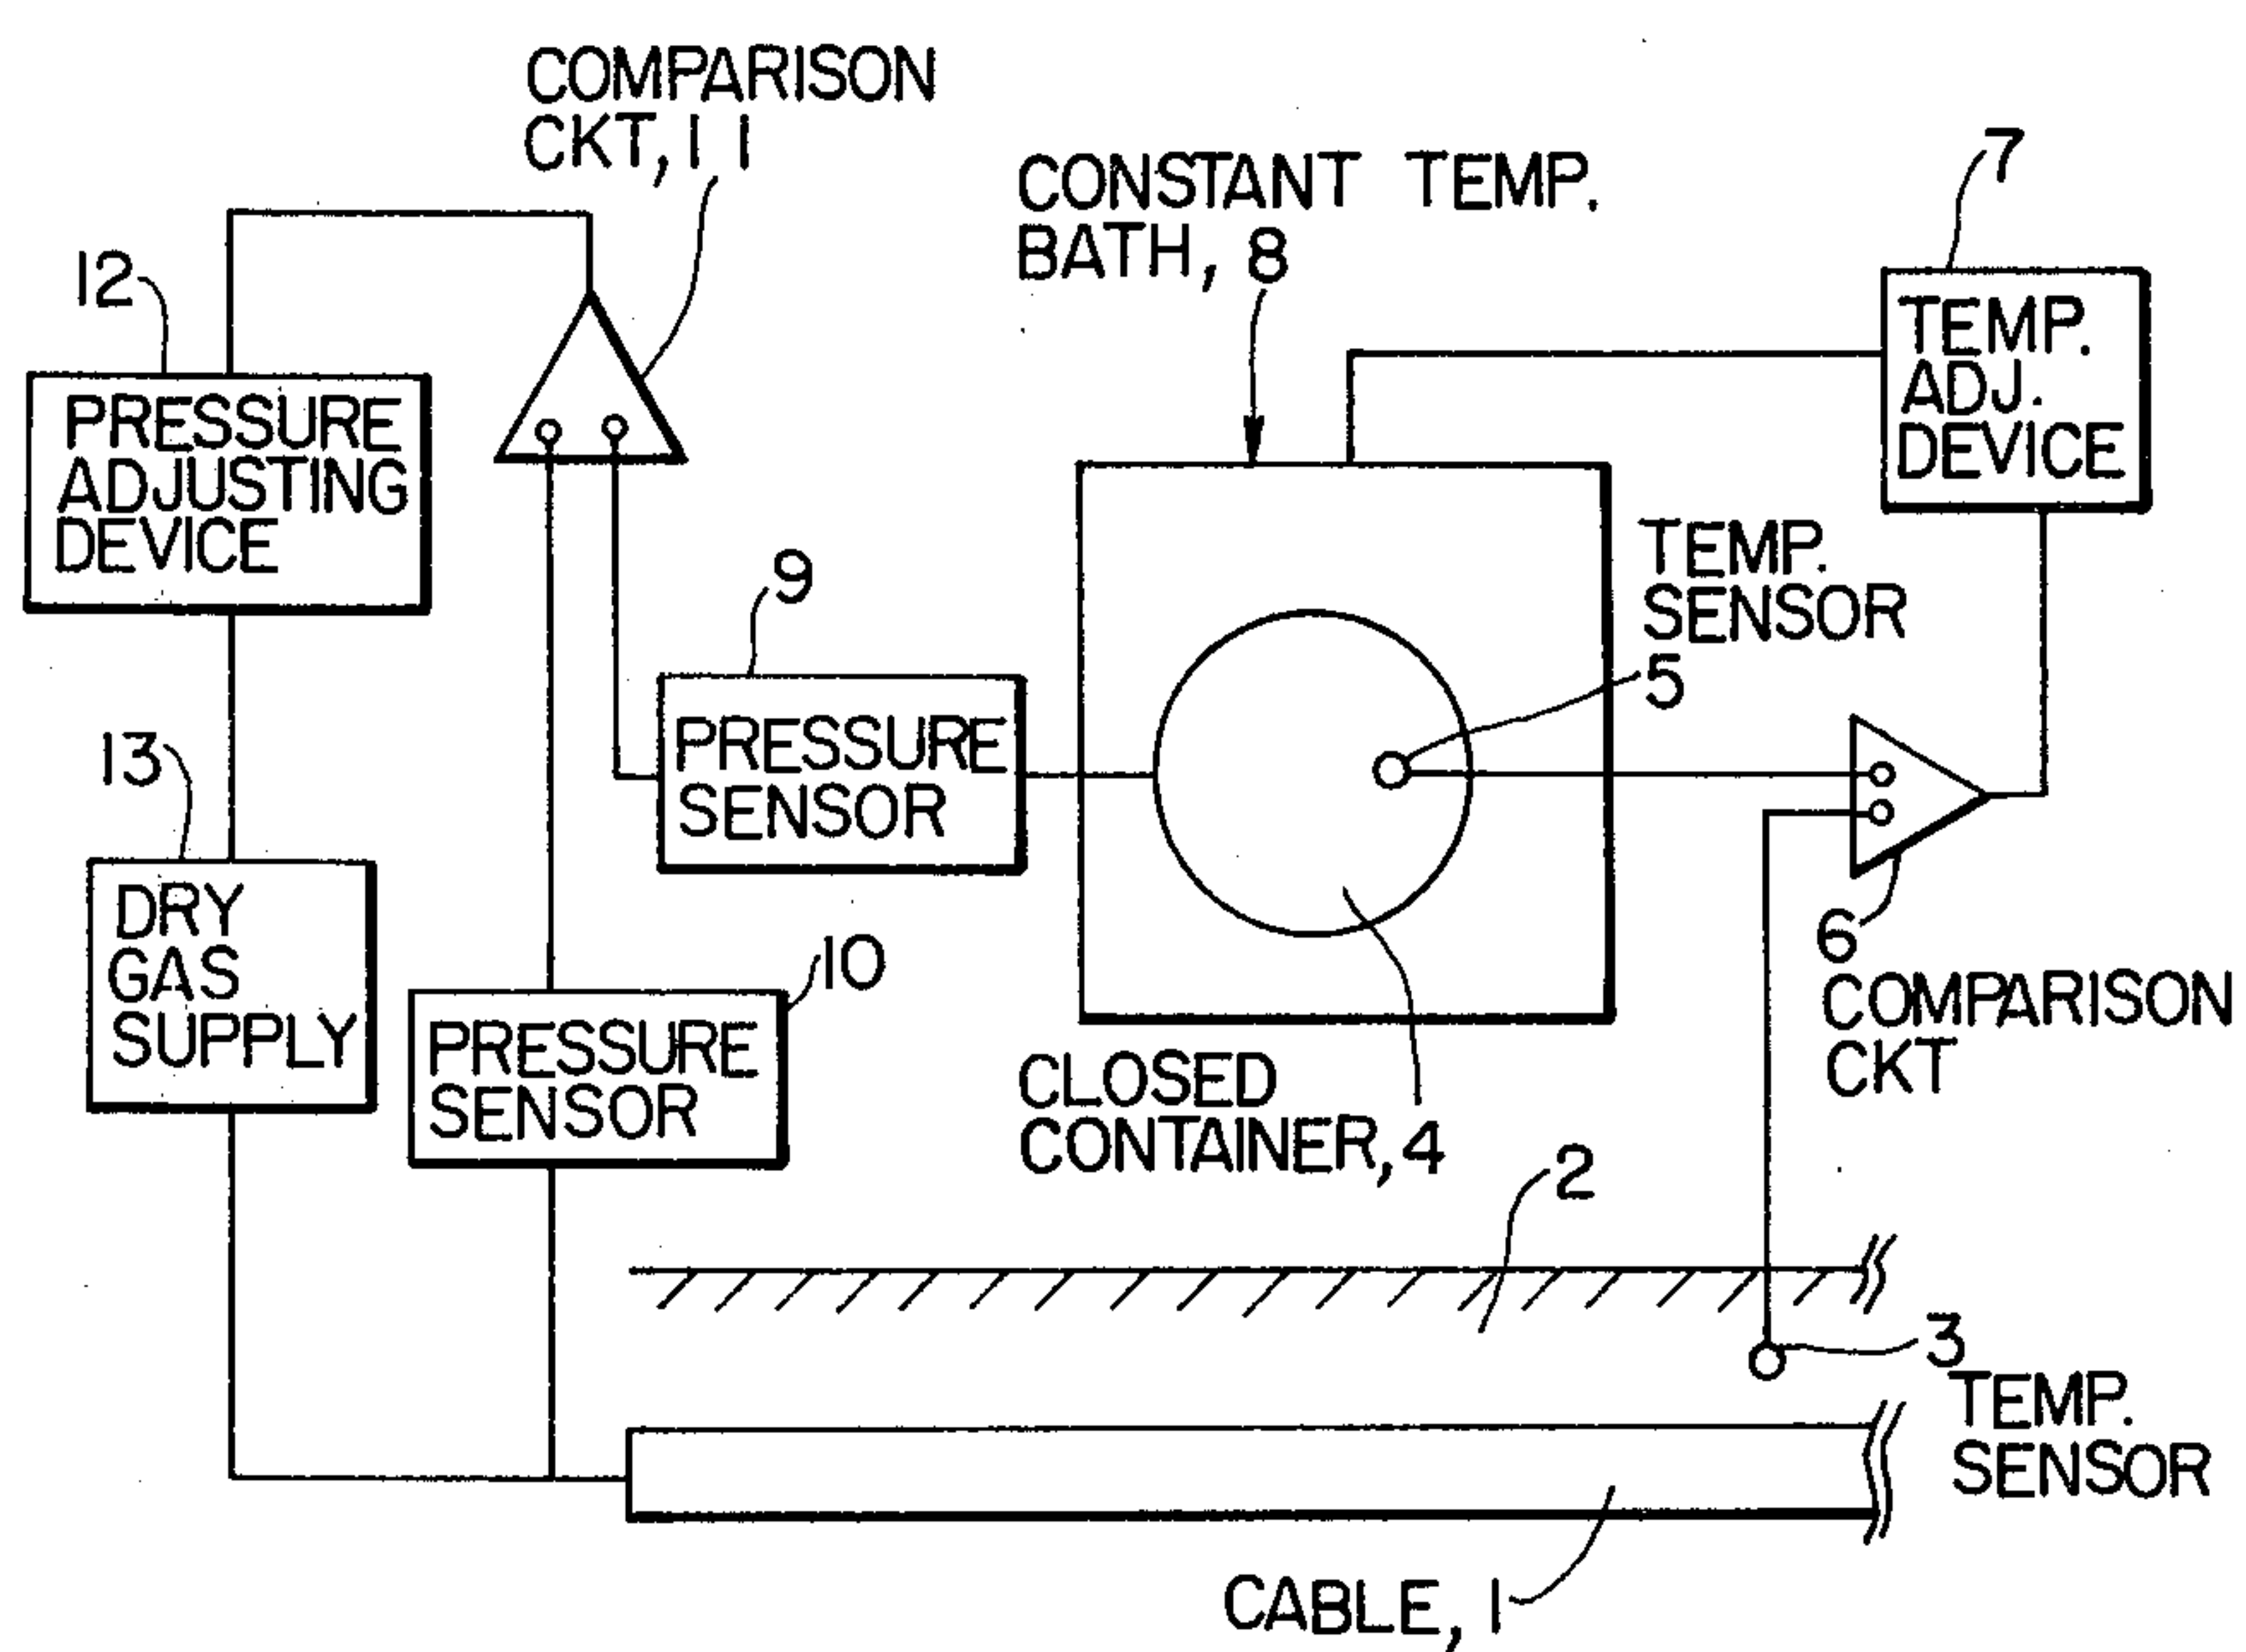 COMPARISON
CKT, 11
CONSTANT TEMP.
BATH, 8
7
12
TEMP.
ADJ.
DEVICE
PRESSURE
ADJUSTING
DEVICE
TEMP.
SENSOR
5
9
PRESSURE
SENSOR
13
DRY
GAS
SUPPLY
6
COMPARISON
CKT
10
PRESSURE
SENSOR
CLOSED
CONTAINER, 4
2
3
TEMP.
SENSOR
CABLE, 1